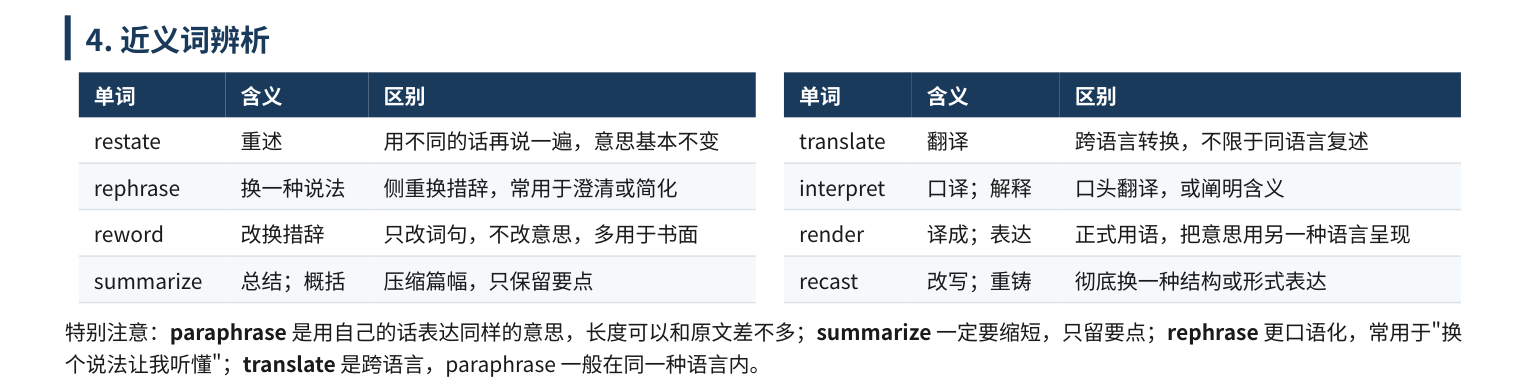 4. 近义词辨析
单词 含义 区别
restate 重述 用不同的话再说一遍，意思基本不变
rephrase 换一种说法 侧重换措辞，常用于澄清或简化
reword 改换措辞 只改词句，不改意思，多用于书面
summarize 总结；概括 压缩篇幅，只保留要点
单词 含义 区别
translate 翻译 跨语言转换，不限于同语言复述
interpret 口译；解释 口头翻译，或阐明含义
render 译成；表达 正式用语，把意思用另一种语言呈现
recast 改写；重铸 彻底换一种结构或形式表达
特别注意：paraphrase 是用自己的话表达同样的意思，长度可以和原文差不多；summarize 一定要缩短，只留要点；rephrase 更口语化，常用于"换
个说法让我听懂"；translate 是跨语言，paraphrase 一般在同一种语言内。